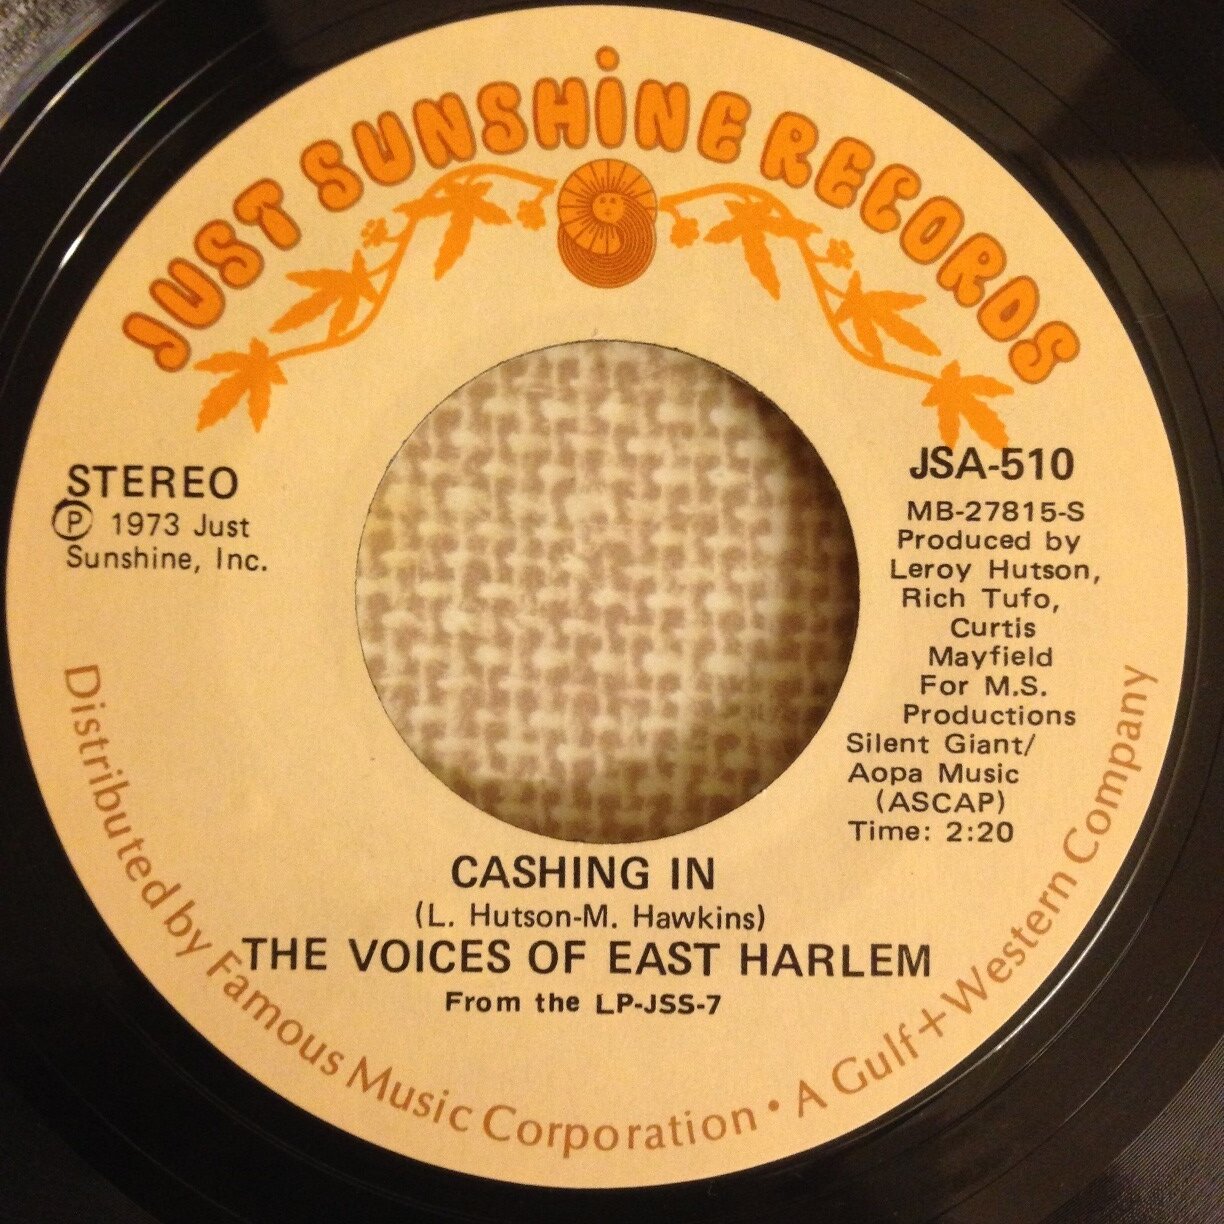 JUST SUNSHINE RECORDS
STEREO
Ⓟ 1973 Just
Sunshine, Inc.
JSA-510
MB-27815-S
Produced by
Leroy Hutson,
Rich Tufo,
Curtis
Mayfield
For M.S.
Productions
Silent Giant/
Aopa Music
(ASCAP)
Time: 2:20
CASHING IN
(L. Hutson-M. Hawkins)
THE VOICES OF EAST HARLEM
From the LP-JSS-7
Distributed by Famous Music Corporation • A Gulf+Western Company